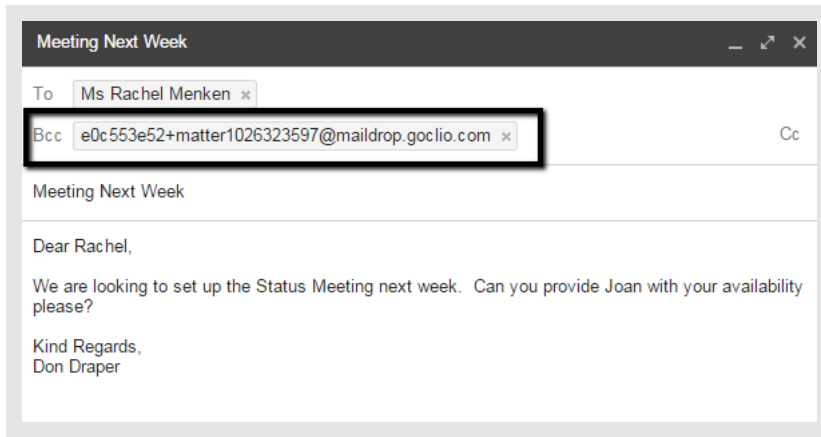 Meeting Next Week
To Ms Rachel Menken ×
Bcc e0c553e52+matter1026323597@maildrop.goclio.com × Cc
Meeting Next Week
Dear Rachel,
We are looking to set up the Status Meeting next week. Can you provide Joan with your availability
please?
Kind Regards,
Don Draper